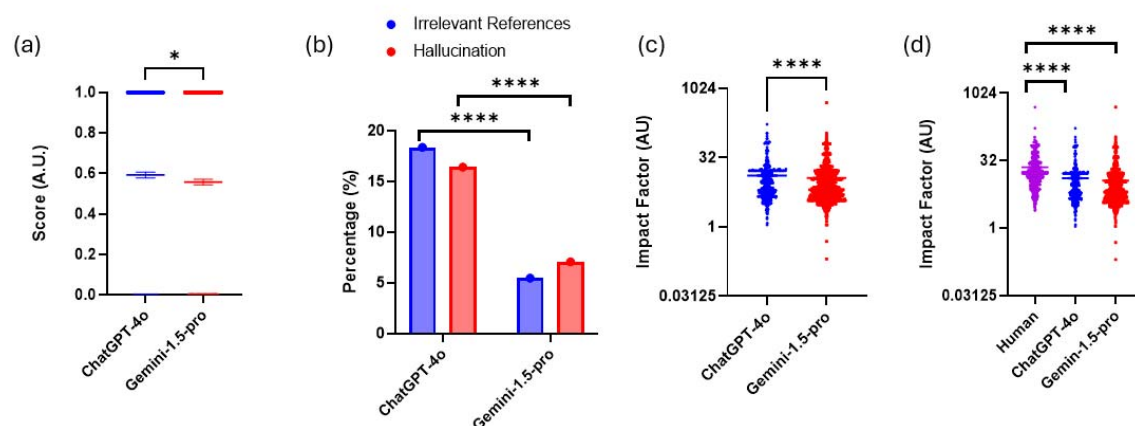 Irrelevant References
Hallucination
(a)
Score (A.U.)
1.0
0.8
0.6
0.4
0.2
0.0
*
ChatGPT-4o
Gemini-1.5-pro
(b)
Percentage (%)
20
15
10
5
0
****
****
ChatGPT-4o
Gemini-1.5-pro
(c)
Impact Factor (AU)
1024
32
1
0.03125
****
ChatGPT-4o
Gemini-1.5-pro
(d)
Impact Factor (AU)
1024
32
1
0.03125
****
****
Human
ChatGPT-4o
Gemin-1.5-pro